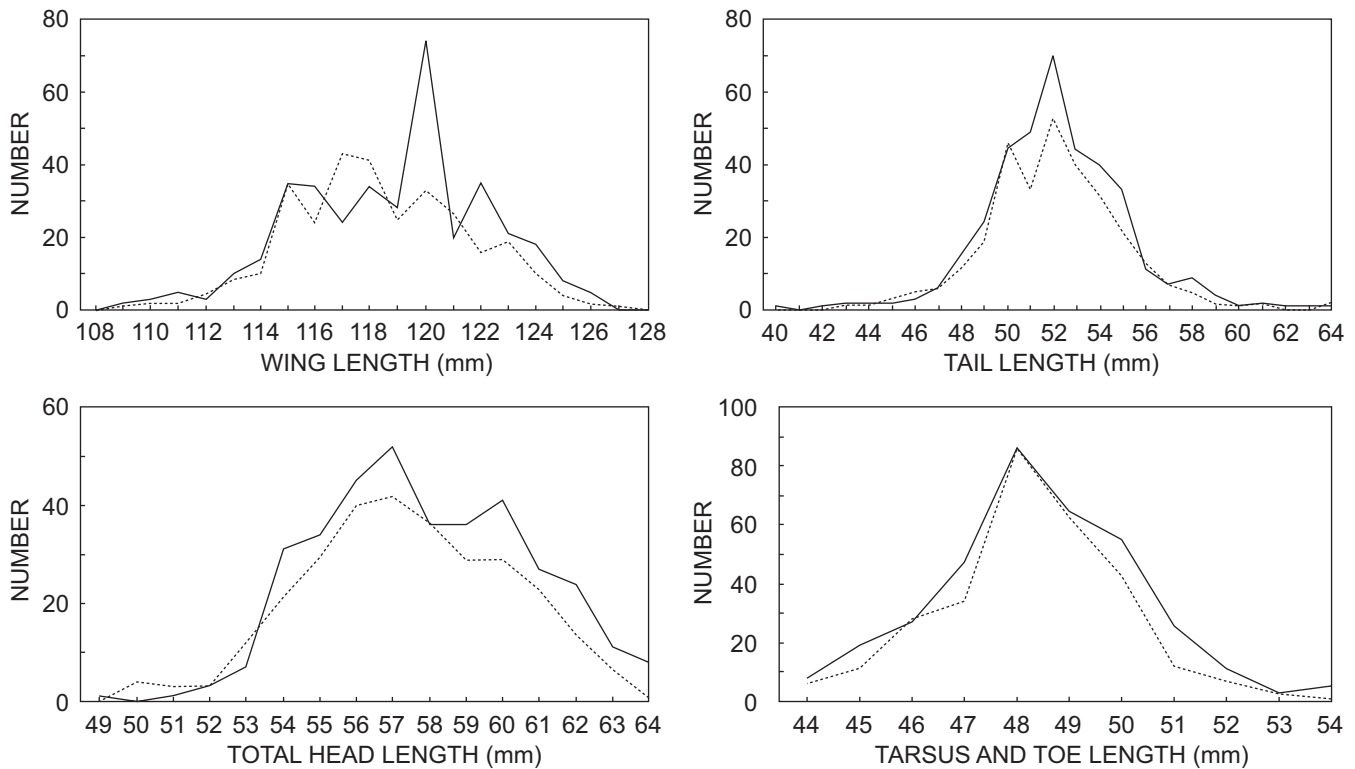 80
60
40
20
0
NUMBER
108 110 112 114 116 118 120 122 124 126 128
WING LENGTH (mm)
80
60
40
20
0
NUMBER
40 42 44 46 48 50 52 54 56 58 60 62 64
TAIL LENGTH (mm)
60
40
20
0
NUMBER
49 50 51 52 53 54 55 56 57 58 59 60 61 62 63 64
TOTAL HEAD LENGTH (mm)
100
80
60
40
20
0
NUMBER
44 45 46 47 48 49 50 51 52 53 54
TARSUS AND TOE LENGTH (mm)